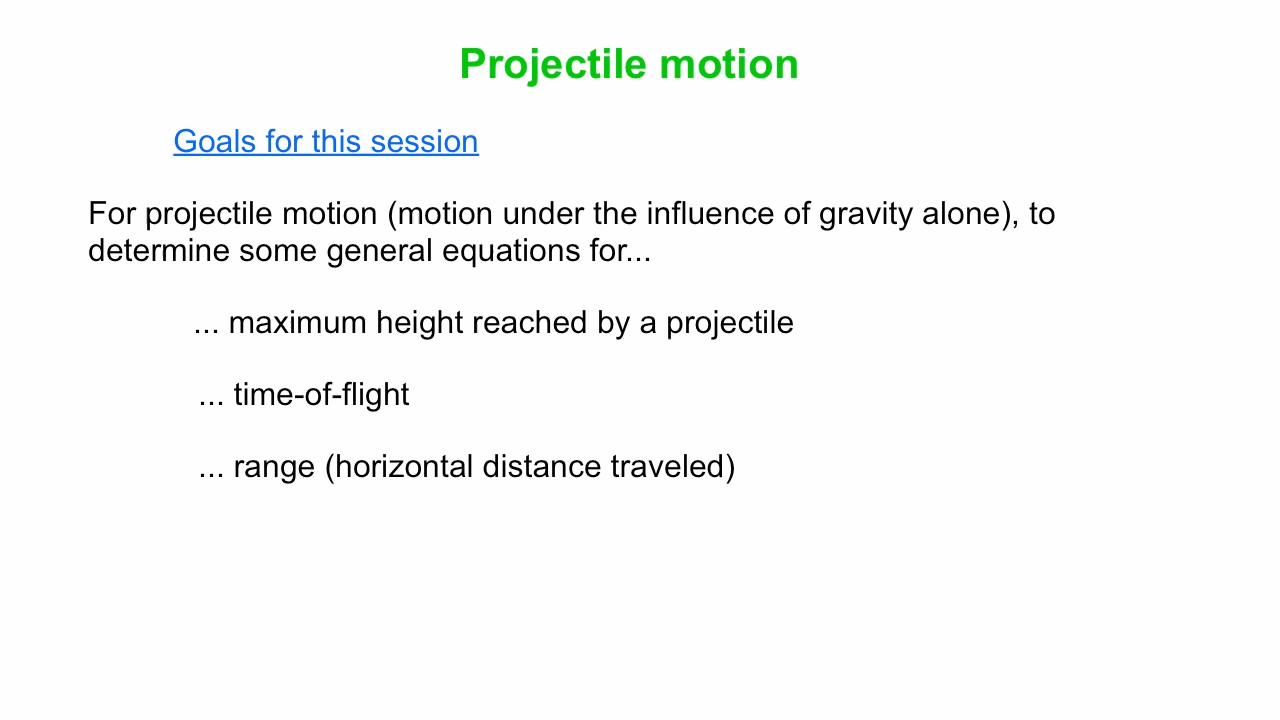 Projectile motion
Goals for this session
For projectile motion (motion under the influence of gravity alone), to
determine some general equations for...
... maximum height reached by a projectile
... time-of-flight
... range (horizontal distance traveled)